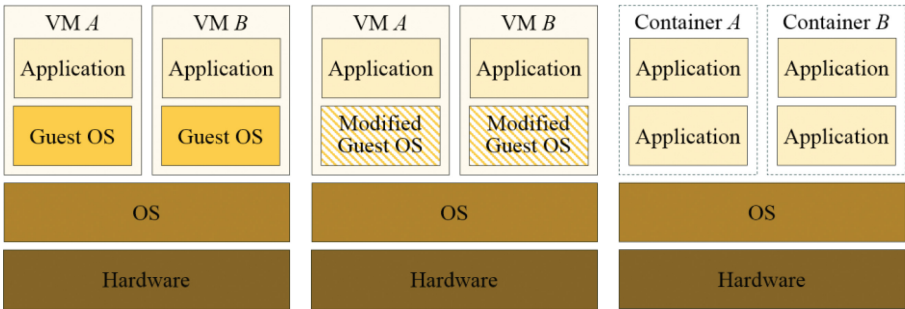 VM A
VM B
Application
Application
Guest OS
Guest OS
OS
Hardware
VM A
VM B
Application
Application
Modified
Guest OS
Modified
Guest OS
OS
Hardware
Container A
Container B
Application
Application
Application
Application
OS
Hardware